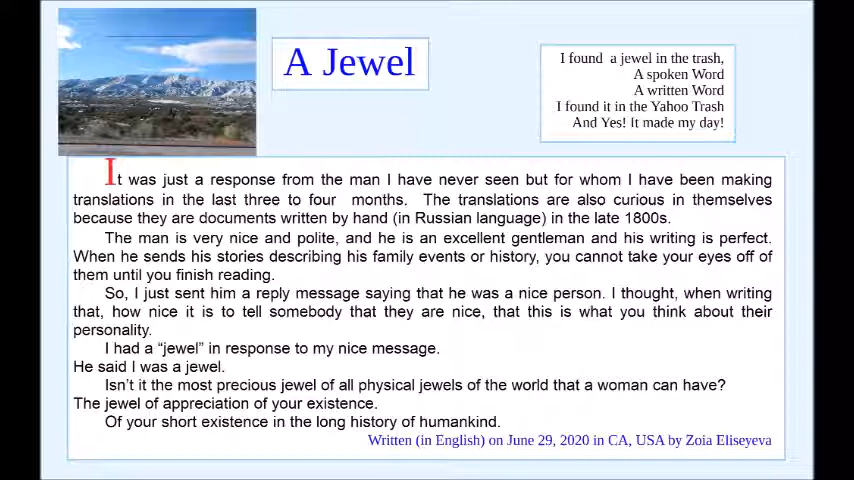 A Jewel
I found a jewel in the trash,
A spoken Word
A written Word
I found it in the Yahoo Trash
And Yes! It made my day!
It was just a response from the man I have never seen but for whom I have been making
translations in the last three to four months. The translations are also curious in themselves
because they are documents written by hand (in Russian language) in the late 1800s.
The man is very nice and polite, and he is an excellent gentleman and his writing is perfect.
When he sends his stories describing his family events or history, you cannot take your eyes off of
them until you finish reading.
So, I just sent him a reply message saying that he was a nice person. I thought, when writing
that, how nice it is to tell somebody that they are nice, that this is what you think about their
personality.
I had a “jewel” in response to my nice message.
He said I was a jewel.
Isn’t it the most precious jewel of all physical jewels of the world that a woman can have?
The jewel of appreciation of your existence.
Of your short existence in the long history of humankind.
Written (in English) on June 29, 2020 in CA, USA by Zoia Eliseyeva